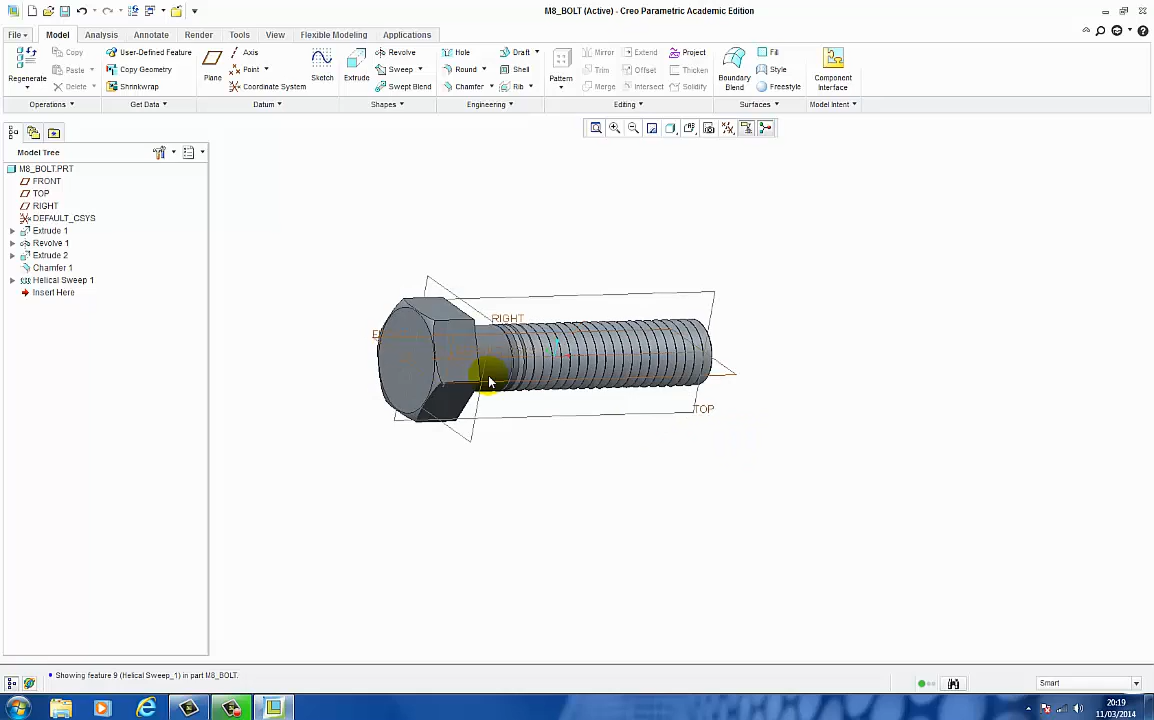 M8_BOLT (Active) - Creo Parametric Academic Edition
File Model Analysis Annotate Render Tools View Flexible Modeling Applications
Copy User-Defined Feature Axis Revolve Hole Draft Mirror Extend Project Fill
Paste Copy Geometry Point Sweep Round Shell Trim Offset Thicken Style
Regenerate Plane Sketch Extrude Pattern Boundary Blend Component Interface
Delete Shrinkwrap Coordinate System Swept Blend Chamfer Rib Merge Intersect Solidify Freestyle
Operations Get Data Datum Shapes Engineering Editing Surfaces Model Intent
Model Tree
M8_BOLT.PRT
FRONT
TOP
RIGHT
DEFAULT_CSYS
Extrude 1
Revolve 1
Extrude 2
Chamfer 1
Helical Sweep 1
Insert Here
RIGHT
TOP
Showing feature 9 (Helical Sweep_1) in part M8_BOLT.
Smart
20:19
11/03/2014